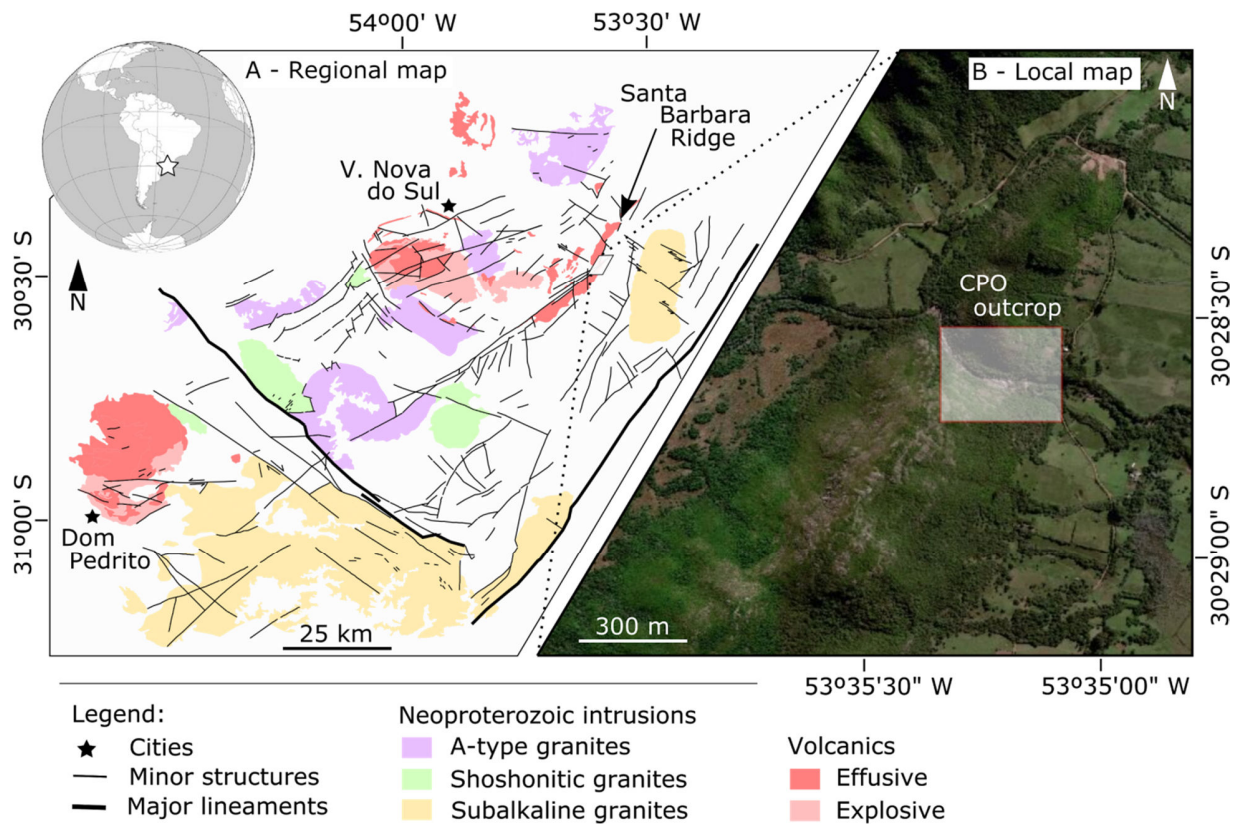 54º00' W
53º30' W
A - Regional map
B - Local map
N
Santa
Barbara
Ridge
V. Nova
do Sul
30º30' S
N
CPO
outcrop
30º28'30" S
31º00' S
Dom
Pedrito
30º29'00" S
25 km
300 m
53º35'30" W
53º35'00" W
Legend:
Cities
Minor structures
Major lineaments
Neoproterozoic intrusions
A-type granites
Shoshonitic granites
Subalkaline granites
Volcanics
Effusive
Explosive